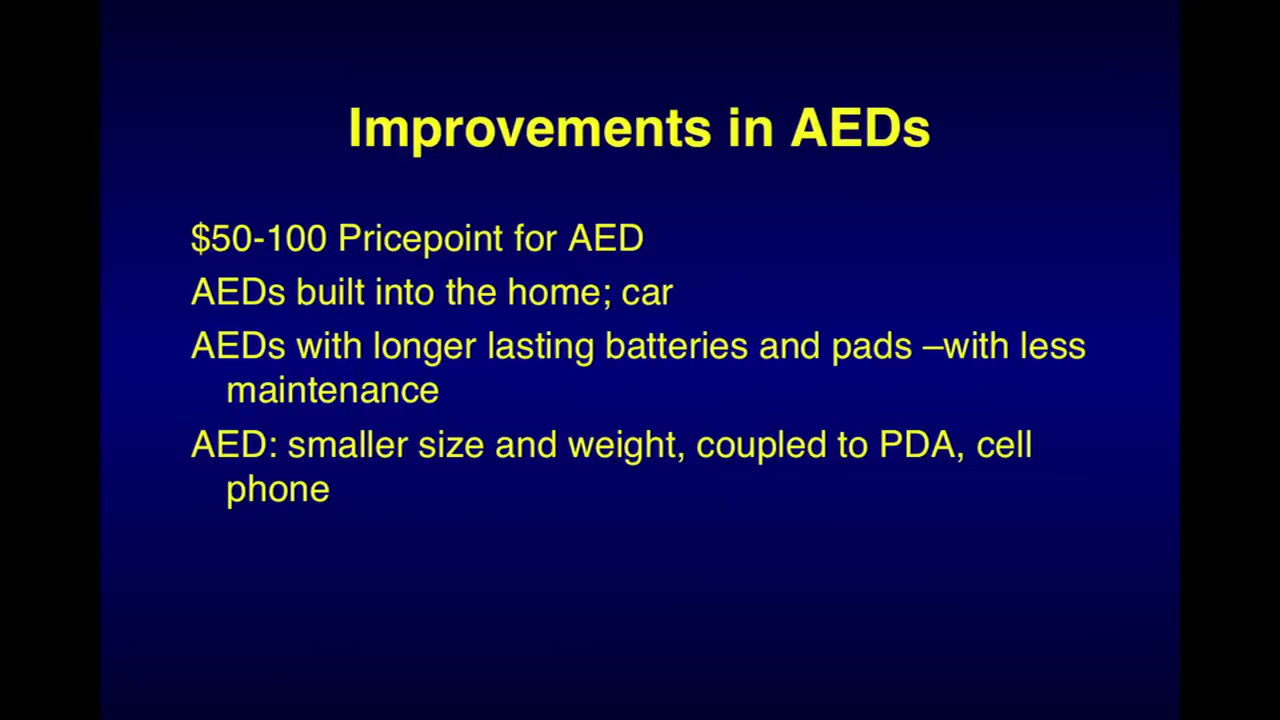 Improvements in AEDs
$50-100 Pricepoint for AED
AEDs built into the home; car
AEDs with longer lasting batteries and pads –with less
maintenance
AED: smaller size and weight, coupled to PDA, cell
phone